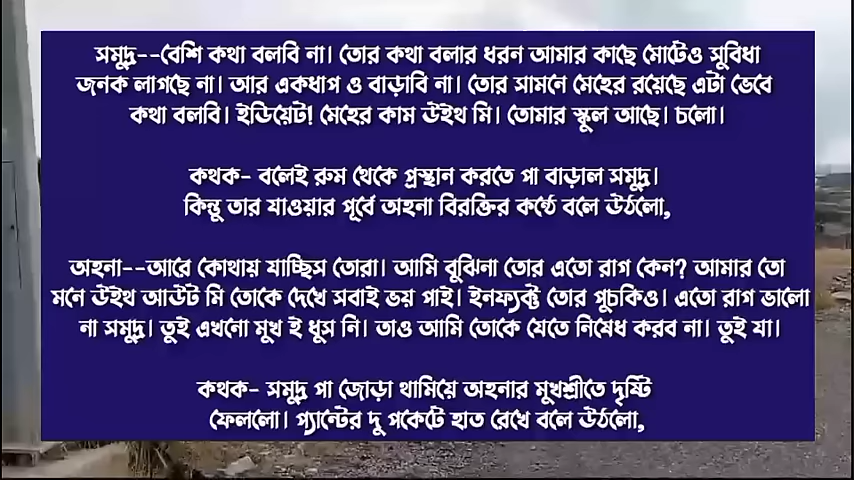 সমুদ্র--বেশি কথা বলবি না। তোর কথা বলার ধরন আমার কাছে মোটেও সুবিধা
জনক লাগছে না। আর একধাপ ও বাড়াবি না। তোর সামনে মেহের রয়েছে এটা ভেবে
কথা বলবি। ইডিয়েট! মেহের কাম উইথ মি। তোমার স্কুল আছে। চলো।
কথক- বলেই রুম থেকে প্রস্থান করতে পা বাড়াল সমুদ্র।
কিন্তু তার যাওয়ার পূর্বে অহনা বিরক্তির কণ্ঠে বলে উঠলো,
অহনা--আরে কোথায় যাচ্ছিস তোরা। আমি বুঝিনা তোর এতো রাগ কেন? আমার তো
মনে উইথ আউট মি তোকে দেখে সবাই ভয় পাই। ইনফ্যক্ট তোর পুচকিও। এতো রাগ ভালো
না সমুদ্র। তুই এখনো মুখ ই ধুস নি। তাও আমি তোকে যেতে নিষেধ করব না। তুই যা।
কথক- সমুদ্র পা জোড়া থামিয়ে অহনার মুখশ্রীতে দৃষ্টি
ফেললো। প্যান্টের দু পকেটে হাত রেখে বলে উঠলো,